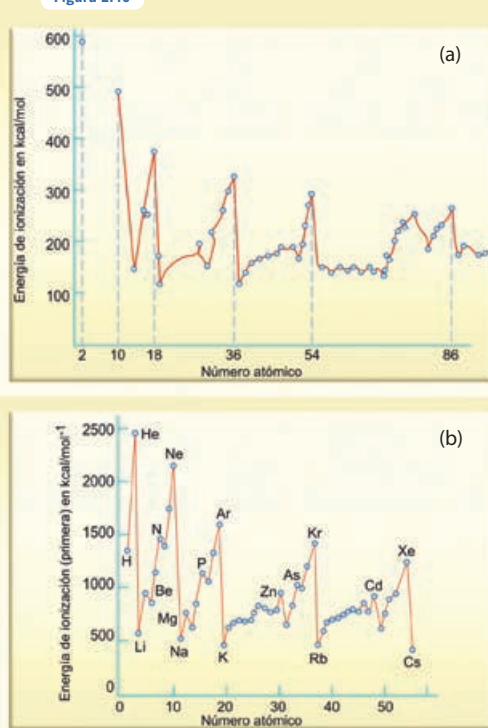 Figura 2.40
(a)
Energía de ionización en kcal/mol
600
500
400
300
200
100
2 10 18 36 54 86
Número atómico
(b)
Energía de ionización (primera) en kcal/mol⁻¹
2500
2000
1500
1000
500
0
He
Ne
H
N
Ar
Be
Mg
P
Li
Na
K
Zn
As
Kr
Rb
Cd
Xe
Cs
0 10 20 30 40 50
Número atómico